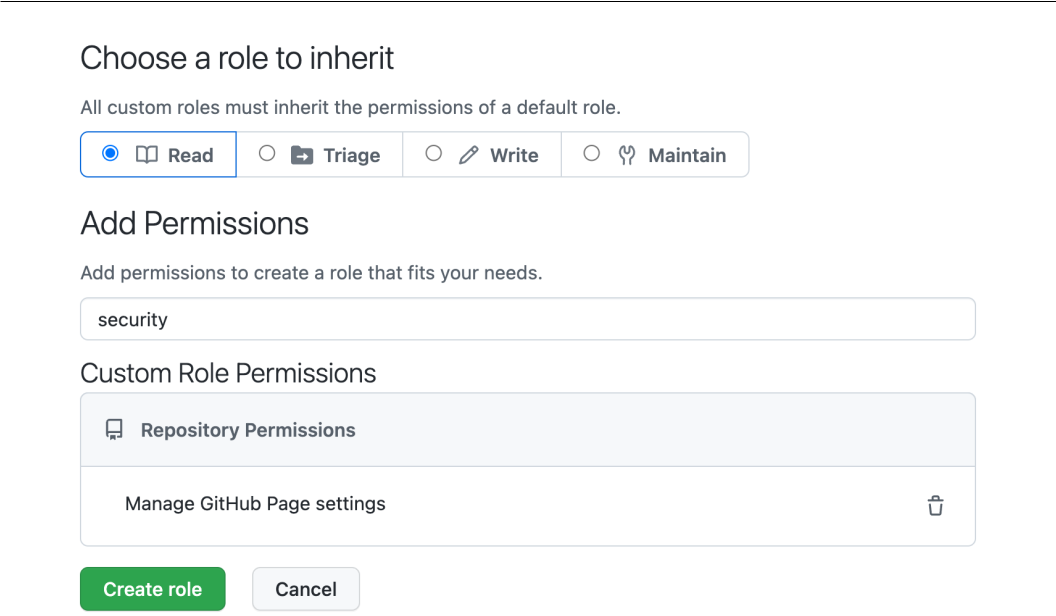 Choose a role to inherit
All custom roles must inherit the permissions of a default role.
Read Triage Write Maintain
Add Permissions
Add permissions to create a role that fits your needs.
security
Custom Role Permissions
Repository Permissions
Manage GitHub Page settings
Create role Cancel